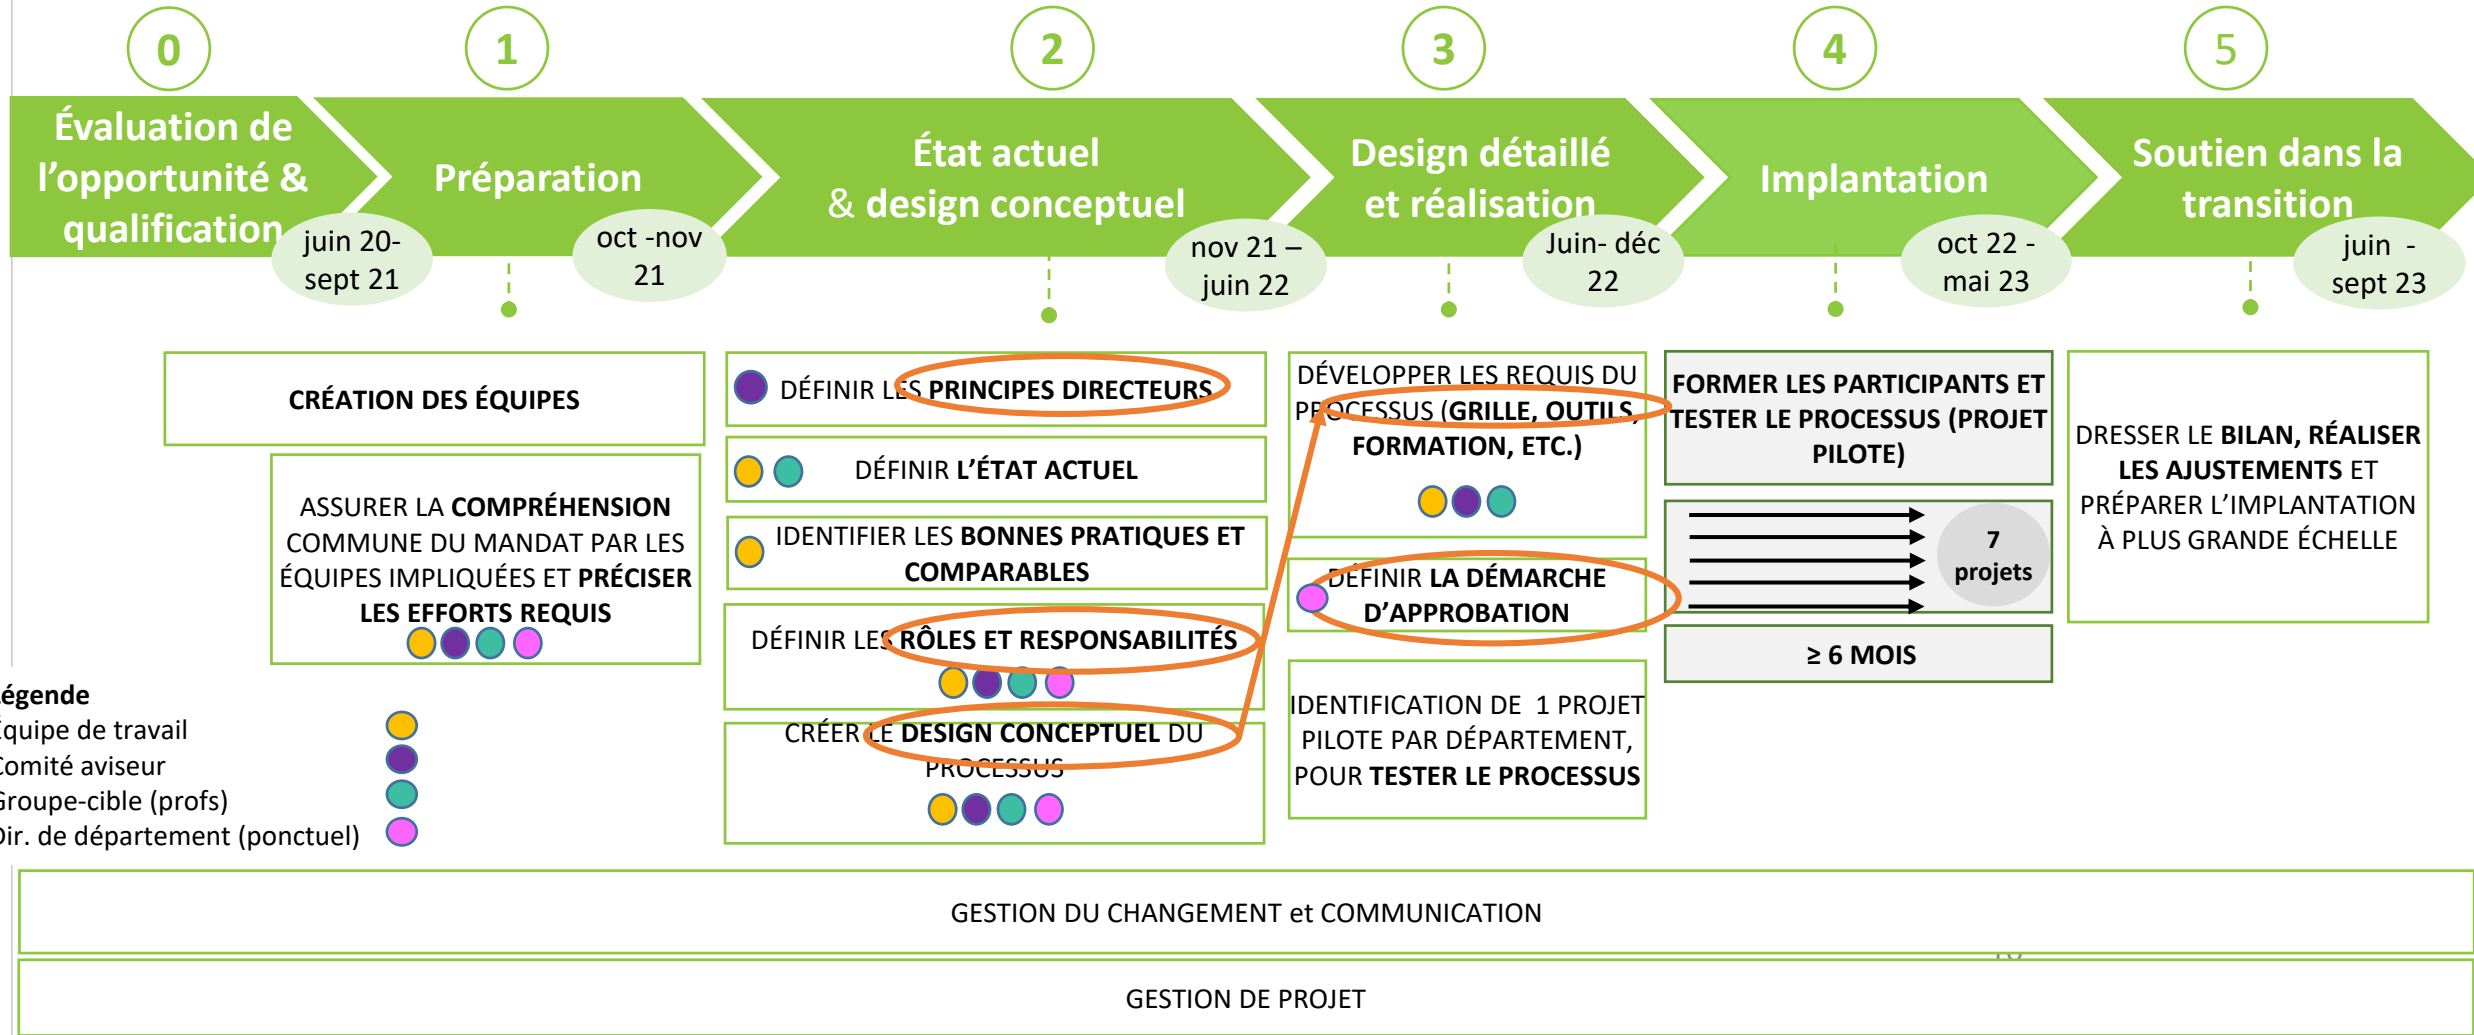 0
1
2
3
4
5
Évaluation de
l’opportunité &
qualification
juin 20-
sept 21
Préparation
oct -nov
21
État actuel
& design conceptuel
nov 21 –
juin 22
Design détaillé
et réalisation
Juin- déc
22
Implantation
oct 22 -
mai 23
Soutien dans la
transition
juin -
sept 23
CRÉATION DES ÉQUIPES
ASSURER LA COMPRÉHENSION
COMMUNE DU MANDAT PAR LES
ÉQUIPES IMPLIQUÉES ET PRÉCISER
LES EFFORTS REQUIS
DÉFINIR LES PRINCIPES DIRECTEURS
DÉFINIR L’ÉTAT ACTUEL
IDENTIFIER LES BONNES PRATIQUES ET
COMPARABLES
DÉFINIR LES RÔLES ET RESPONSABILITÉS
CRÉER LE DESIGN CONCEPTUEL DU
PROCESSUS
DÉVELOPPER LES REQUIS DU
PROCESSUS (GRILLE, OUTILS,
FORMATION, ETC.)
DÉFINIR LA DÉMARCHE
D’APPROBATION
IDENTIFICATION DE 1 PROJET
PILOTE PAR DÉPARTEMENT,
POUR TESTER LE PROCESSUS
FORMER LES PARTICIPANTS ET
TESTER LE PROCESSUS (PROJET
PILOTE)
7
projets
≥ 6 MOIS
DRESSER LE BILAN, RÉALISER
LES AJUSTEMENTS ET
PRÉPARER L’IMPLANTATION
À PLUS GRANDE ÉCHELLE
Légende
Équipe de travail
Comité aviseur
Groupe-cible (profs)
Dir. de département (ponctuel)
GESTION DU CHANGEMENT et COMMUNICATION
GESTION DE PROJET